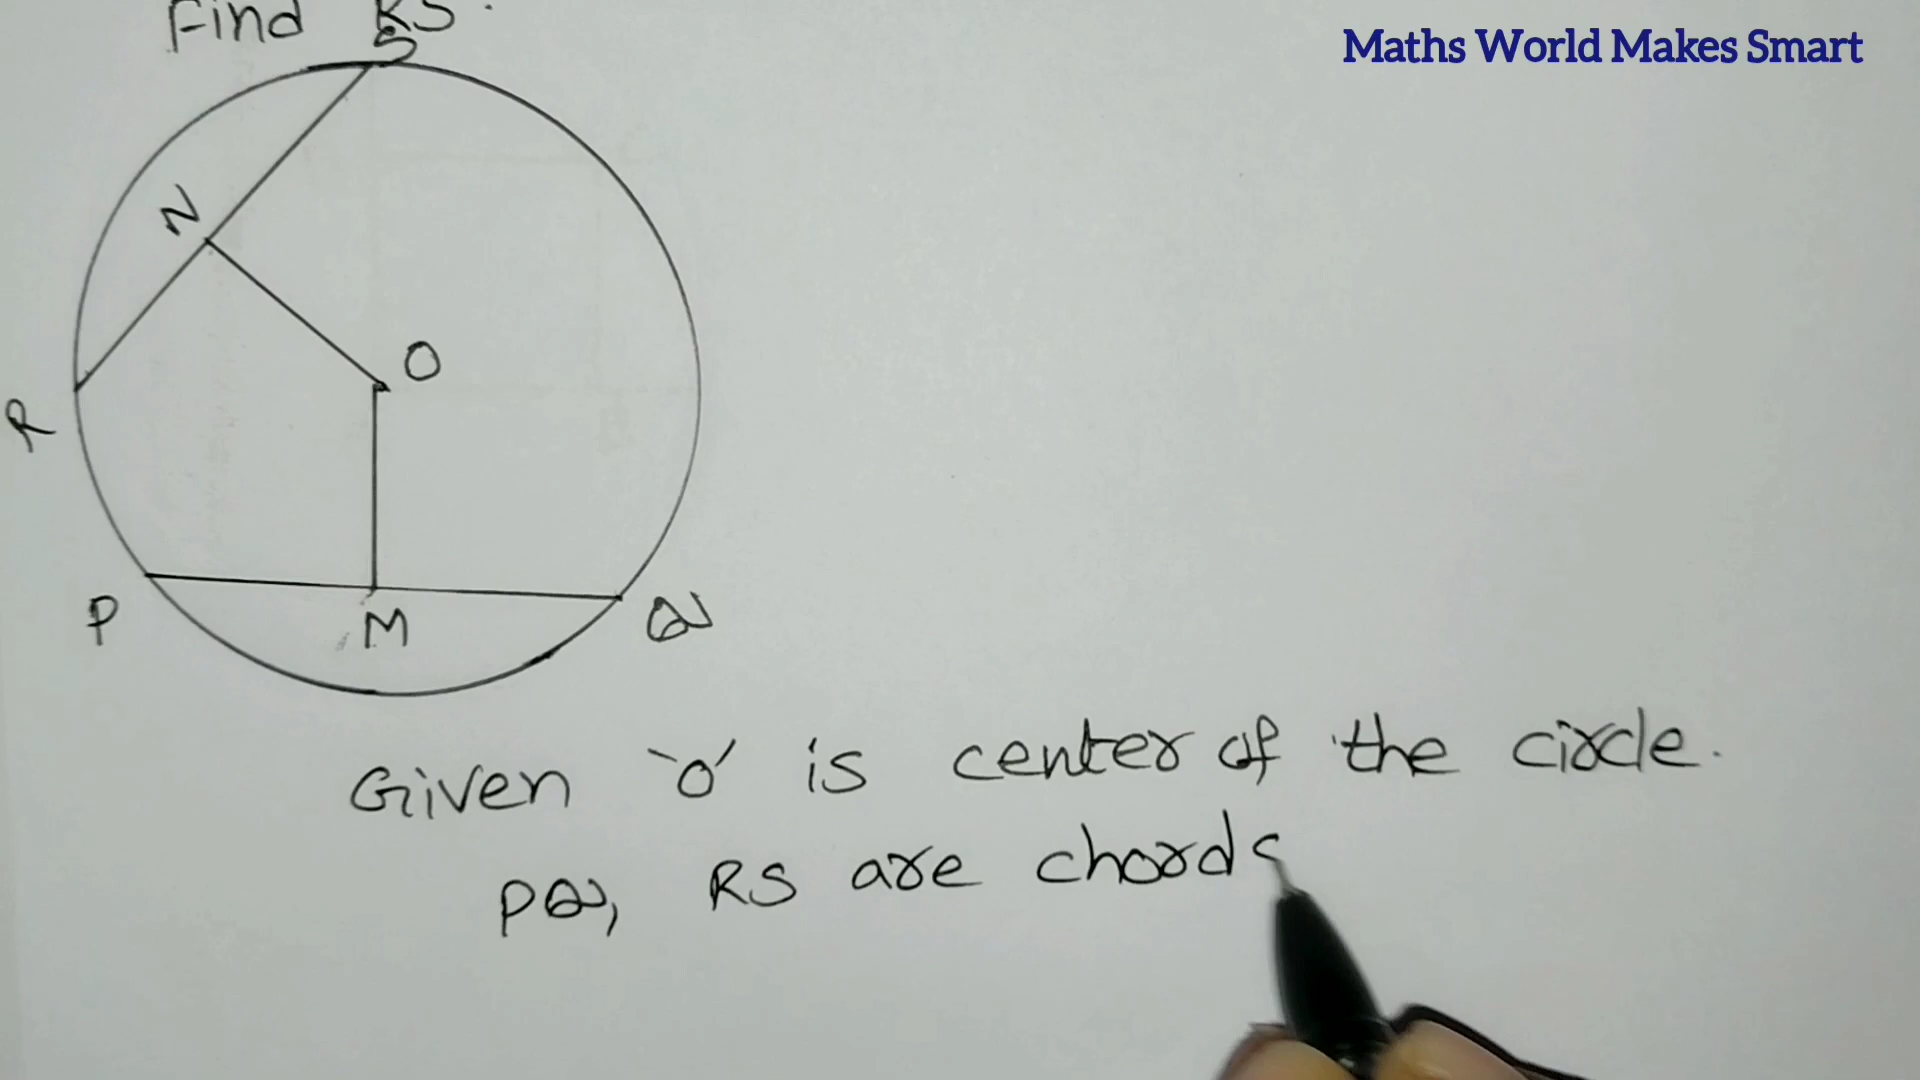 Find RS.
Maths World Makes Smart
S
N
O
R
P
M
Q
Given 'O' is center of the circle.
PQ, RS are chords